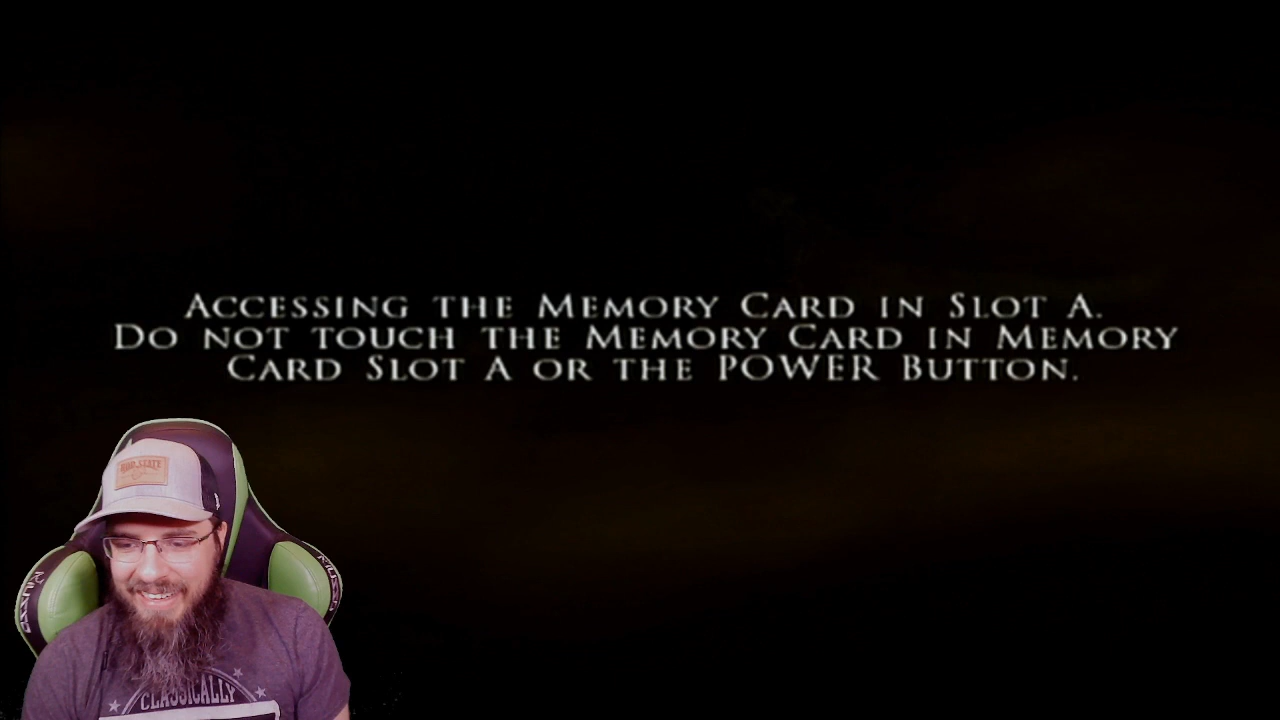 Accessing the Memory Card in Slot A.
Do not touch the Memory Card in Memory
Card Slot A or the POWER Button.
CLASSICALLY